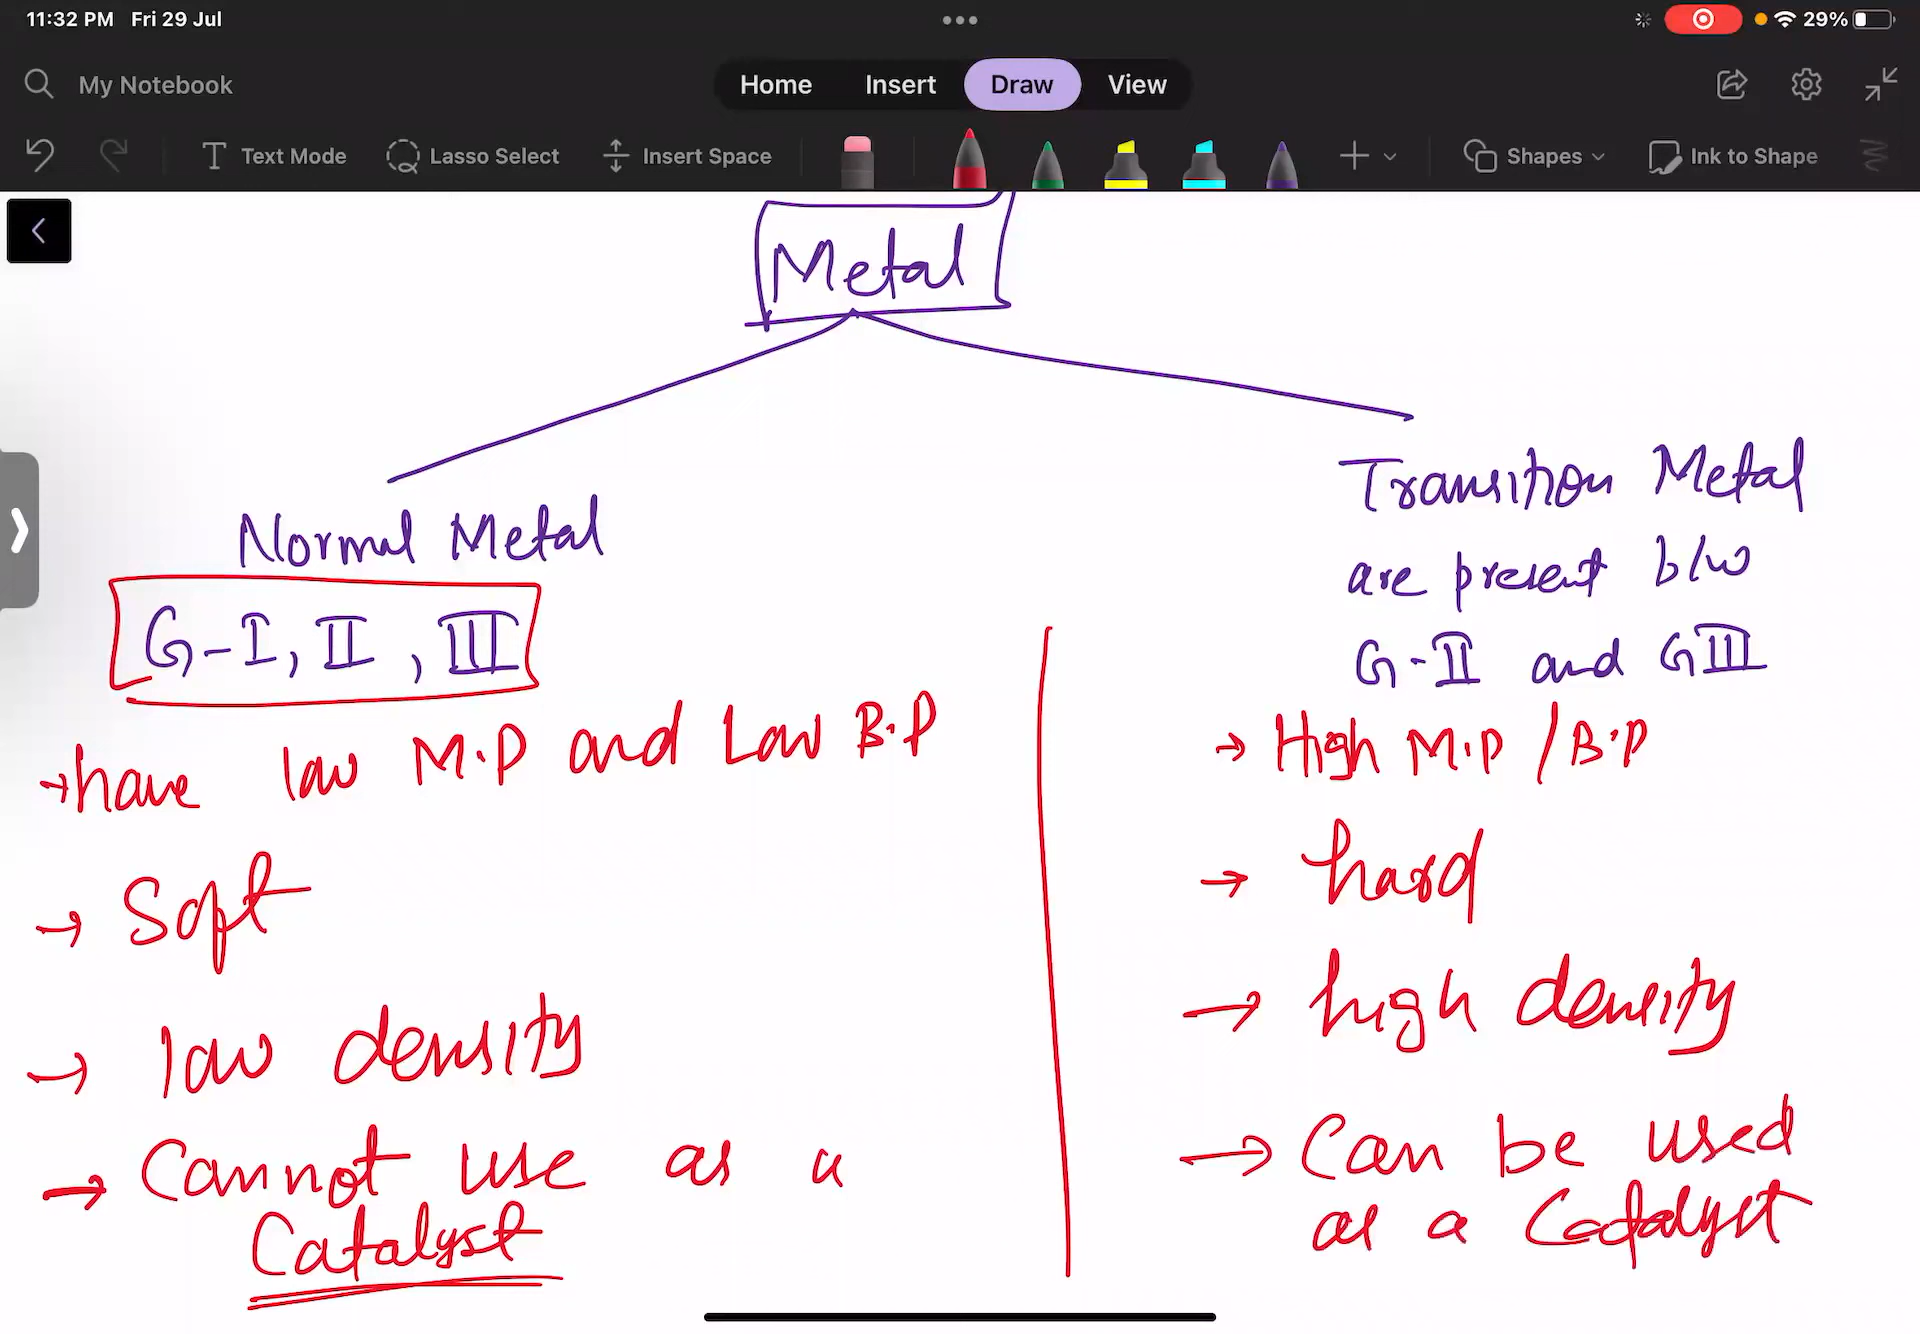 11:32 PM Fri 29 Jul
29%
My Notebook
Home Insert Draw View
Text Mode Lasso Select Insert Space Shapes Ink to Shape
Metal
Normal Metal
G-I, II, III
→have low M.P and Low B.P
→ Soft
→ low density
→ Cannot use as a
Catalyst
Transition Metal
are present b/w
G-II and GIII
→ High M.P / B.P
→ hard
→ high density
→ Can be used
as a Catalyst